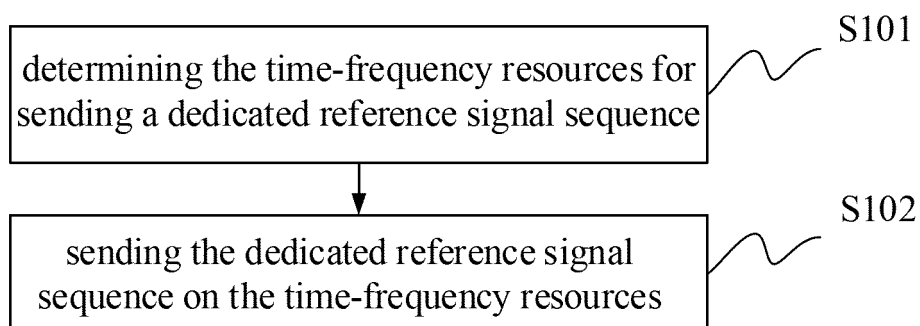 S101
determining the time-frequency resources for
sending a dedicated reference signal sequence
S102
sending the dedicated reference signal
sequence on the time-frequency resources